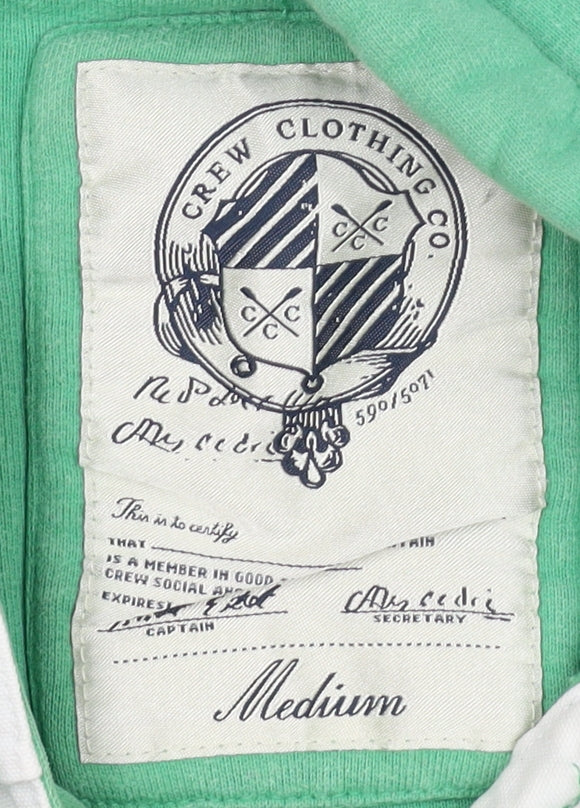 CREW CLOTHING CO.
C C C
C C C
590/5071
This is to certify
THAT
IS A MEMBER IN GOOD
CREW SOCIAL AND
EXPIRES
CAPTAIN
SECRETARY
Medium